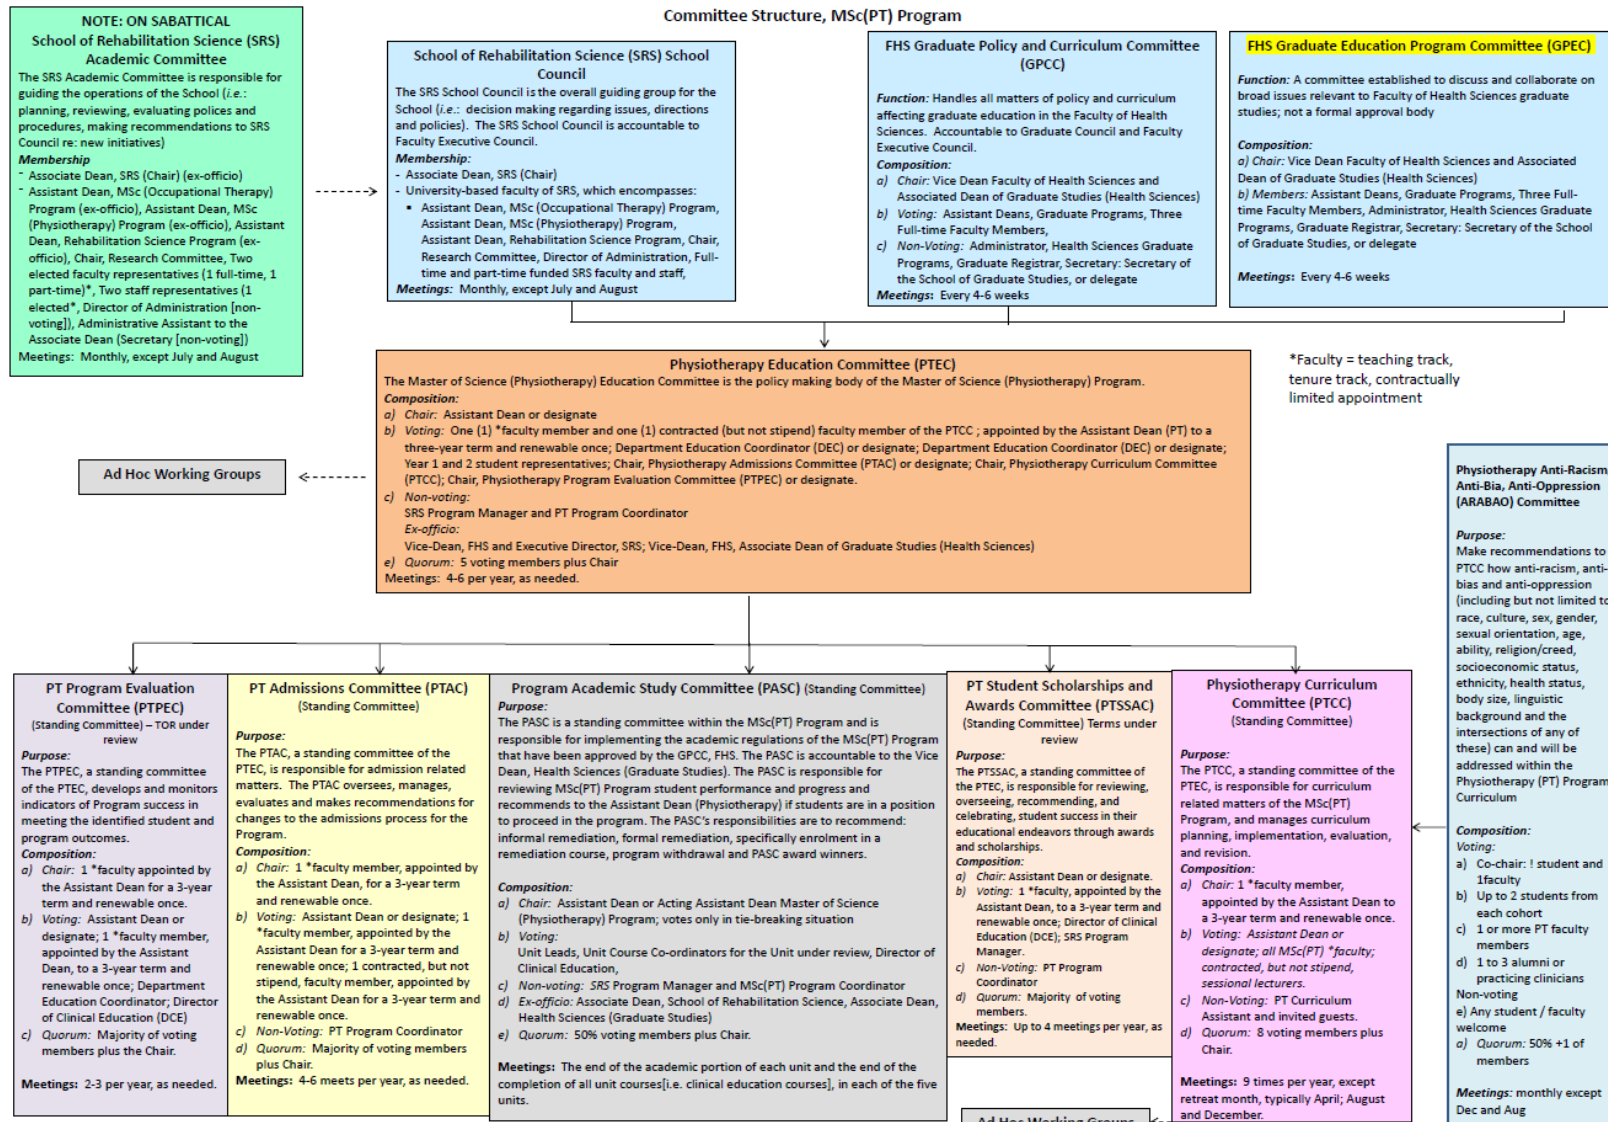 Committee Structure, MSc(PT) Program
NOTE: ON SABATTICAL
School of Rehabilitation Science (SRS)
Academic Committee
The SRS Academic Committee is responsible for
guiding the operations of the School (i.e.:
planning, reviewing, evaluating polices and
procedures, making recommendations to SRS
Council re: new initiatives)
Membership
- Associate Dean, SRS (Chair) (ex-officio)
- Assistant Dean, MSc (Occupational Therapy)
Program (ex-officio), Assistant Dean, MSc
(Physiotherapy) Program (ex-officio), Assistant
Dean, Rehabilitation Science Program (ex-
officio), Chair, Research Committee, Two
elected faculty representatives (1 full-time, 1
part-time)*, Two staff representatives (1
elected*, Director of Administration [non-
voting]), Administrative Assistant to the
Associate Dean (Secretary [non-voting])
Meetings: Monthly, except July and August
School of Rehabilitation Science (SRS) School
Council
The SRS School Council is the overall guiding group for the
School (i.e.: decision making regarding issues, directions
and policies). The SRS School Council is accountable to
Faculty Executive Council.
Membership:
- Associate Dean, SRS (Chair)
- University-based faculty of SRS, which encompasses:
▪ Assistant Dean, MSc (Occupational Therapy) Program,
Assistant Dean, MSc (Physiotherapy) Program,
Assistant Dean, Rehabilitation Science Program, Chair,
Research Committee, Director of Administration, Full-
time and part-time funded SRS faculty and staff,
Meetings: Monthly, except July and August
FHS Graduate Policy and Curriculum Committee
(GPCC)
Function: Handles all matters of policy and curriculum
affecting graduate education in the Faculty of Health
Sciences. Accountable to Graduate Council and Faculty
Executive Council.
Composition:
a) Chair: Vice Dean Faculty of Health Sciences and
Associated Dean of Graduate Studies (Health Sciences)
b) Voting: Assistant Deans, Graduate Programs, Three
Full-time Faculty Members,
c) Non-Voting: Administrator, Health Sciences Graduate
Programs, Graduate Registrar, Secretary: Secretary of
the School of Graduate Studies, or delegate
Meetings: Every 4-6 weeks
FHS Graduate Education Program Committee (GPEC)
Function: A committee established to discuss and collaborate on
broad issues relevant to Faculty of Health Sciences graduate
studies; not a formal approval body
Composition:
a) Chair: Vice Dean Faculty of Health Sciences and Associated
Dean of Graduate Studies (Health Sciences)
b) Members: Assistant Deans, Graduate Programs, Three Full-
time Faculty Members, Administrator, Health Sciences Graduate
Programs, Graduate Registrar, Secretary: Secretary of the School
of Graduate Studies, or delegate
Meetings: Every 4-6 weeks
Physiotherapy Education Committee (PTEC)
The Master of Science (Physiotherapy) Education Committee is the policy making body of the Master of Science (Physiotherapy) Program.
Composition:
a) Chair: Assistant Dean or designate
b) Voting: One (1) *faculty member and one (1) contracted (but not stipend) faculty member of the PTCC ; appointed by the Assistant Dean (PT) to a
three-year term and renewable once; Department Education Coordinator (DEC) or designate; Department Education Coordinator (DEC) or designate;
Year 1 and 2 student representatives; Chair, Physiotherapy Admissions Committee (PTAC) or designate; Chair, Physiotherapy Curriculum Committee
(PTCC); Chair, Physiotherapy Program Evaluation Committee (PTPEC) or designate.
c) Non-voting:
SRS Program Manager and PT Program Coordinator
Ex-officio:
Vice-Dean, FHS and Executive Director, SRS; Vice-Dean, FHS, Associate Dean of Graduate Studies (Health Sciences)
e) Quorum: 5 voting members plus Chair
Meetings: 4-6 per year, as needed.
*Faculty = teaching track,
tenure track, contractually
limited appointment
Ad Hoc Working Groups
Physiotherapy Anti-Racism,
Anti-Bia, Anti-Oppression
(ARABAO) Committee
Purpose:
Make recommendations to
PTCC how anti-racism, anti-
bias and anti-oppression
(including but not limited to
race, culture, sex, gender,
sexual orientation, age,
ability, religion/creed,
socioeconomic status,
ethnicity, health status,
body size, linguistic
background and the
intersections of any of
these) can and will be
addressed within the
Physiotherapy (PT) Program
Curriculum
Composition:
Voting:
a) Co-chair: ! student and
1faculty
b) Up to 2 students from
each cohort
c) 1 or more PT faculty
members
d) 1 to 3 alumni or
practicing clinicians
Non-voting
e) Any student / faculty
welcome
a) Quorum: 50% +1 of
members
Meetings: monthly except
Dec and Aug
PT Program Evaluation
Committee (PTPEC)
(Standing Committee) – TOR under
review
Purpose:
The PTPEC, a standing committee
of the PTEC, develops and monitors
indicators of Program success in
meeting the identified student and
program outcomes.
Composition:
a) Chair: 1 *faculty appointed by
the Assistant Dean for a 3-year
term and renewable once.
b) Voting: Assistant Dean or
designate; 1 *faculty member,
appointed by the Assistant
Dean, to a 3-year term and
renewable once; Department
Education Coordinator; Director
of Clinical Education (DCE)
c) Quorum: Majority of voting
members plus the Chair.
Meetings: 2-3 per year, as needed.
PT Admissions Committee (PTAC)
(Standing Committee)
Purpose:
The PTAC, a standing committee of the
PTEC, is responsible for admission related
matters. The PTAC oversees, manages,
evaluates and makes recommendations for
changes to the admissions process for the
Program.
Composition:
a) Chair: 1 *faculty member, appointed by
the Assistant Dean, for a 3-year term
and renewable once.
b) Voting: Assistant Dean or designate; 1
*faculty member, appointed by the
Assistant Dean for a 3-year term and
renewable once; 1 contracted, but not
stipend, faculty member, appointed by
the Assistant Dean for a 3-year term and
renewable once.
c) Non-Voting: PT Program Coordinator
d) Quorum: Majority of voting members
plus Chair.
Meetings: 4-6 meets per year, as needed.
Program Academic Study Committee (PASC) (Standing Committee)
Purpose:
The PASC is a standing committee within the MSc(PT) Program and is
responsible for implementing the academic regulations of the MSc(PT) Program
that have been approved by the GPCC, FHS. The PASC is accountable to the Vice
Dean, Health Sciences (Graduate Studies). The PASC is responsible for
reviewing MSc(PT) Program student performance and progress and
recommends to the Assistant Dean (Physiotherapy) if students are in a position
to proceed in the program. The PASC's responsibilities are to recommend:
informal remediation, formal remediation, specifically enrolment in a
remediation course, program withdrawal and PASC award winners.
Composition:
a) Chair: Assistant Dean or Acting Assistant Dean Master of Science
(Physiotherapy) Program; votes only in tie-breaking situation
b) Voting:
Unit Leads, Unit Course Co-ordinators for the Unit under review, Director of
Clinical Education,
c) Non-voting: SRS Program Manager and MSc(PT) Program Coordinator
d) Ex-officio: Associate Dean, School of Rehabilitation Science, Associate Dean,
Health Sciences (Graduate Studies)
e) Quorum: 50% voting members plus Chair.
Meetings: The end of the academic portion of each unit and the end of the
completion of all unit courses[i.e. clinical education courses], in each of the five
units.
PT Student Scholarships and
Awards Committee (PTSSAC)
(Standing Committee) Terms under
review
Purpose:
The PTSSAC, a standing committee of
the PTEC, is responsible for reviewing,
overseeing, recommending, and
celebrating, student success in their
educational endeavors through awards
and scholarships.
Composition:
a) Chair: Assistant Dean or designate.
b) Voting: 1 *faculty, appointed by the
Assistant Dean, to a 3-year term and
renewable once; Director of Clinical
Education (DCE); SRS Program
Manager.
c) Non-Voting: PT Program
Coordinator
d) Quorum: Majority of voting
members.
Meetings: Up to 4 meetings per year, as
needed.
Physiotherapy Curriculum
Committee (PTCC)
(Standing Committee)
Purpose:
The PTCC, a standing committee of the
PTEC, is responsible for curriculum
related matters of the MSc(PT)
Program, and manages curriculum
planning, implementation, evaluation,
and revision.
Composition:
a) Chair: 1 *faculty member,
appointed by the Assistant Dean to
a 3-year term and renewable once.
b) Voting: Assistant Dean or
designate; all MSc(PT) *faculty;
contracted, but not stipend,
sessional lecturers.
c) Non-Voting: PT Curriculum
Assistant and invited guests.
d) Quorum: 8 voting members plus
Chair.
Meetings: 9 times per year, except
retreat month, typically April; August
and December.
Ad Hoc Working Groups